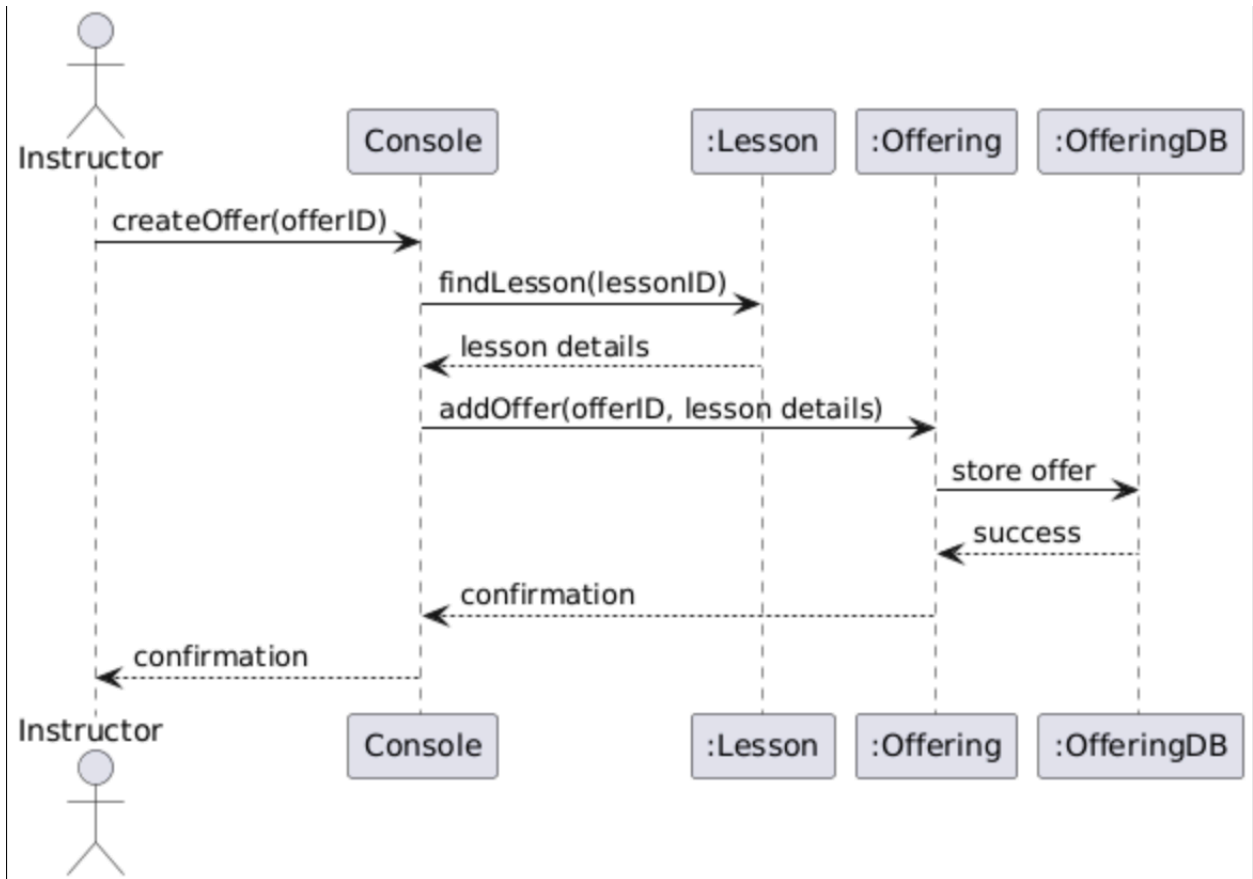 Instructor
Console
:Lesson
:Offering
:OfferingDB
createOffer(offerID)
findLesson(lessonID)
lesson details
addOffer(offerID, lesson details)
store offer
success
confirmation
confirmation
Instructor
Console
:Lesson
:Offering
:OfferingDB